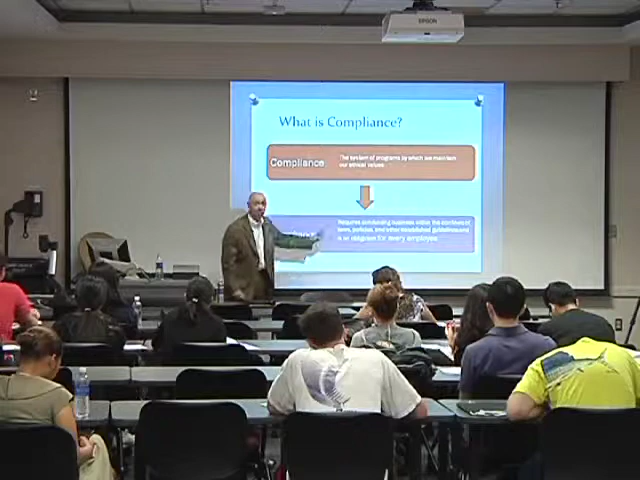 EPSON
What is Compliance?
Compliance
The system of programs by which we maintain
our ethical values
Requires conducting business within the confines of
laws, policies, and other established guidelines and
is an obligation for every employee.